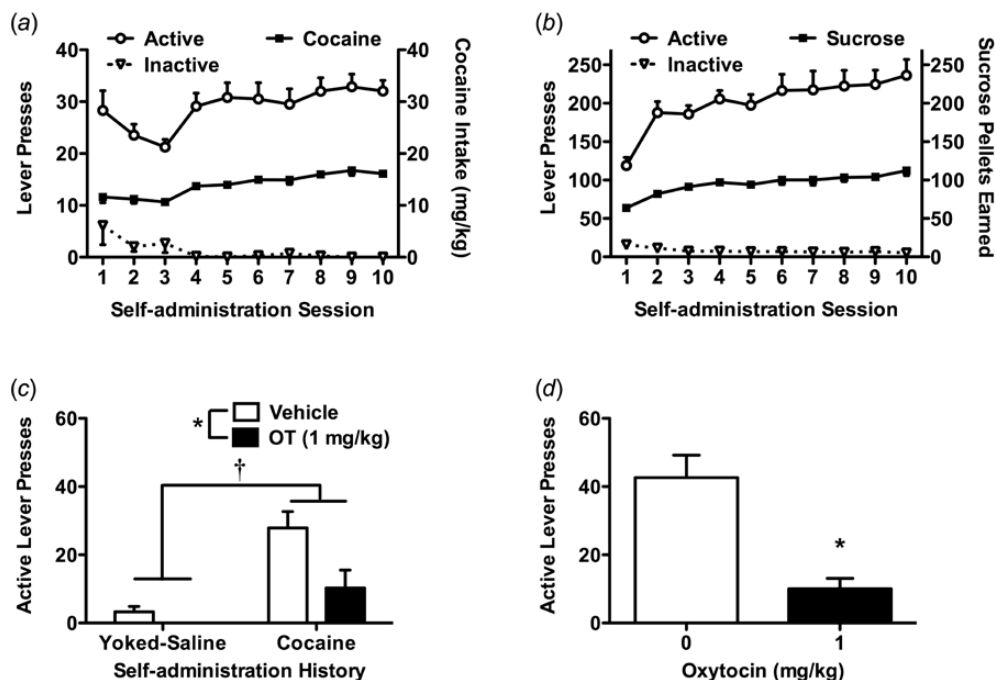 (a)
Active
Cocaine
Inactive
40
30
20
10
0
Lever Presses
40
30
20
10
0
Cocaine Intake (mg/kg)
1 2 3 4 5 6 7 8 9 10
Self-administration Session
(b)
Active
Sucrose
Inactive
250
200
150
100
50
0
Lever Presses
250
200
150
100
50
0
Sucrose Pellets Earned
1 2 3 4 5 6 7 8 9 10
Self-administration Session
(c)
* Vehicle
OT (1 mg/kg)
†
60
40
20
0
Active Lever Presses
Yoked-Saline Cocaine
Self-administration History
(d)
60
40
20
0
Active Lever Presses
*
0 1
Oxytocin (mg/kg)